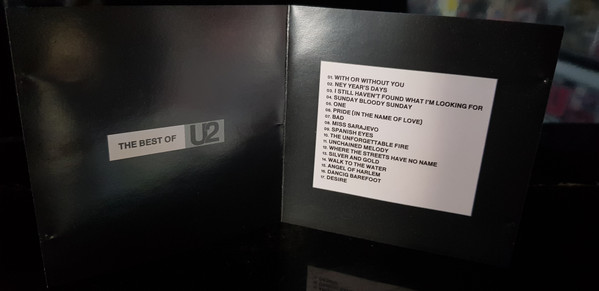 THE BEST OF U2
01. WITH OR WITHOUT YOU
02. NEY YEAR'S DAYS
03. I STILL HAVEN'T FOUND WHAT I'M LOOKING FOR
04. SUNDAY BLOODY SUNDAY
05. ONE
06. PRIDE (IN THE NAME OF LOVE)
07. BAD
08. MISS SARAJEVO
09. SPANISH EYES
10. THE UNFORGETTABLE FIRE
11. UNCHAINED MELODY
12. WHERE THE STREETS HAVE NO NAME
13. SILVER AND GOLD
14. WALK TO THE WATER
15. ANGEL OF HARLEM
16. DANCIQ BAREFOOT
17. DESIRE